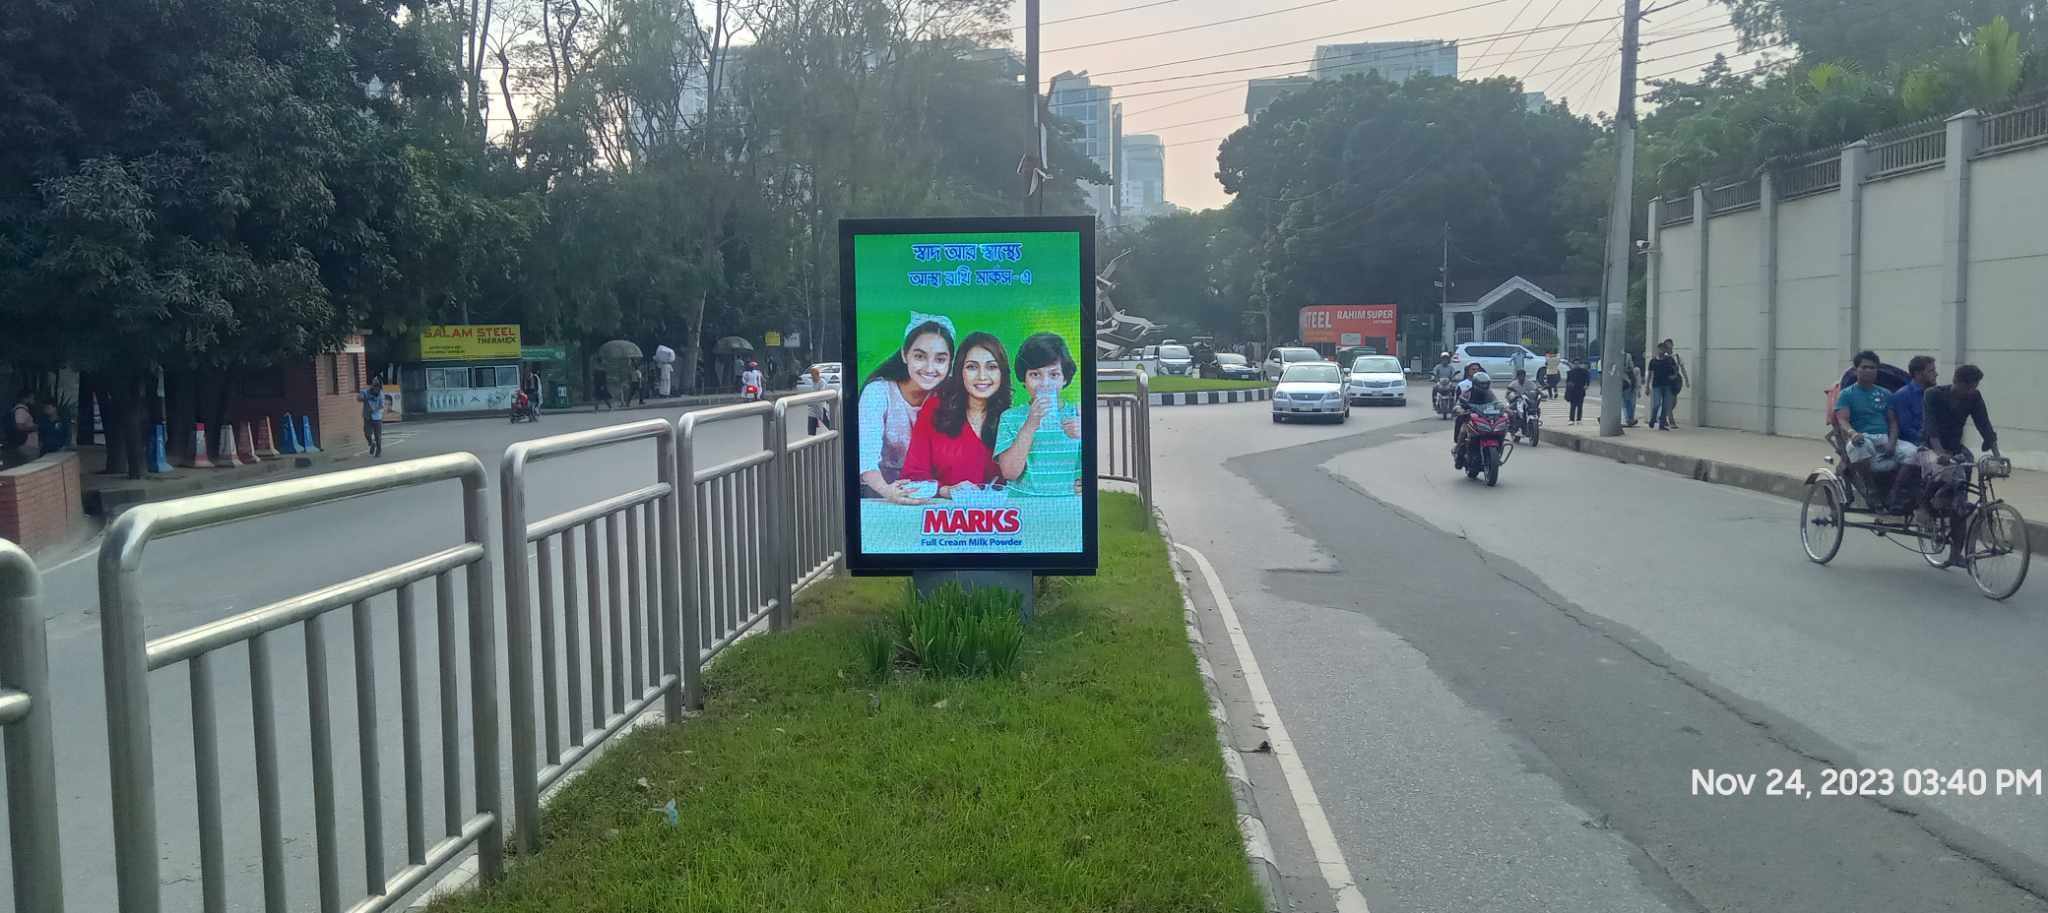 স্বাদ আর স্বাস্থ্যে
আস্থা রাখি মার্কস-এ
MARKS
Full Cream Milk Powder
SALAM STEEL
THERMEX
STEEL
RAHIM SUPER
Nov 24, 2023 03:40 PM